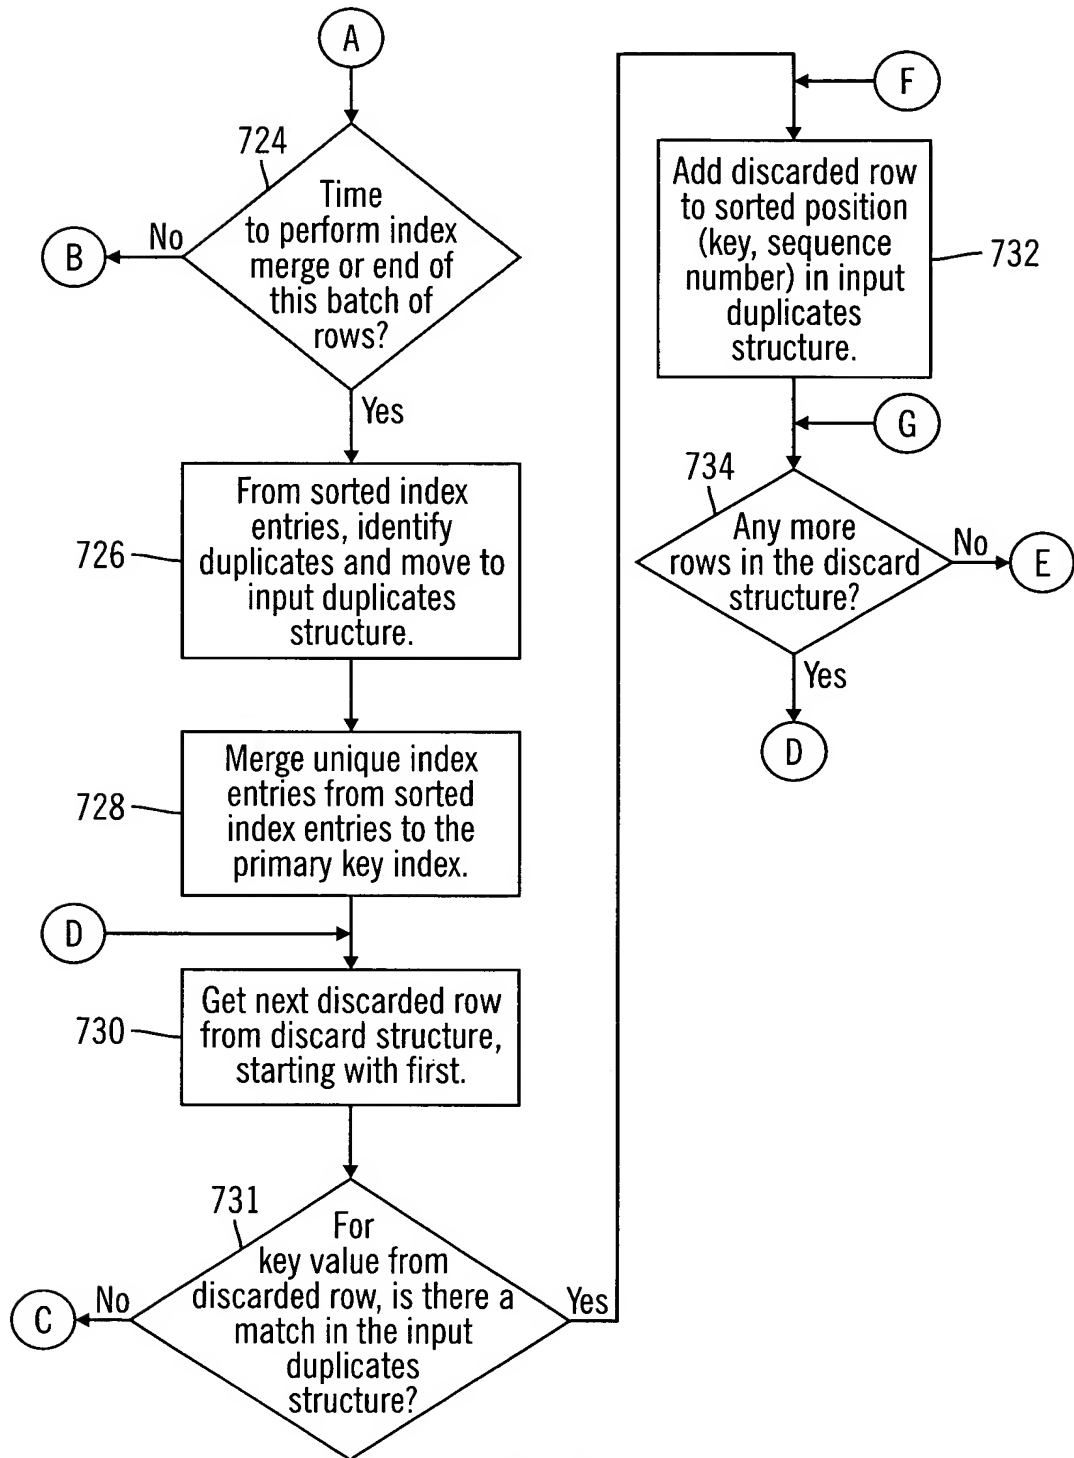 A
724
Time
to perform index
merge or end of
this batch of
rows?
No
B
Yes
726
From sorted index
entries, identify
duplicates and move to
input duplicates
structure.
728
Merge unique index
entries from sorted
index entries to the
primary key index.
D
730
Get next discarded row
from discard structure,
starting with first.
731
For
key value from
discarded row, is there a
match in the input
duplicates
structure?
No
C
Yes
F
Add discarded row
to sorted position
(key, sequence
number) in input
duplicates
structure.
732
G
734
Any more
rows in the discard
structure?
No
E
Yes
D